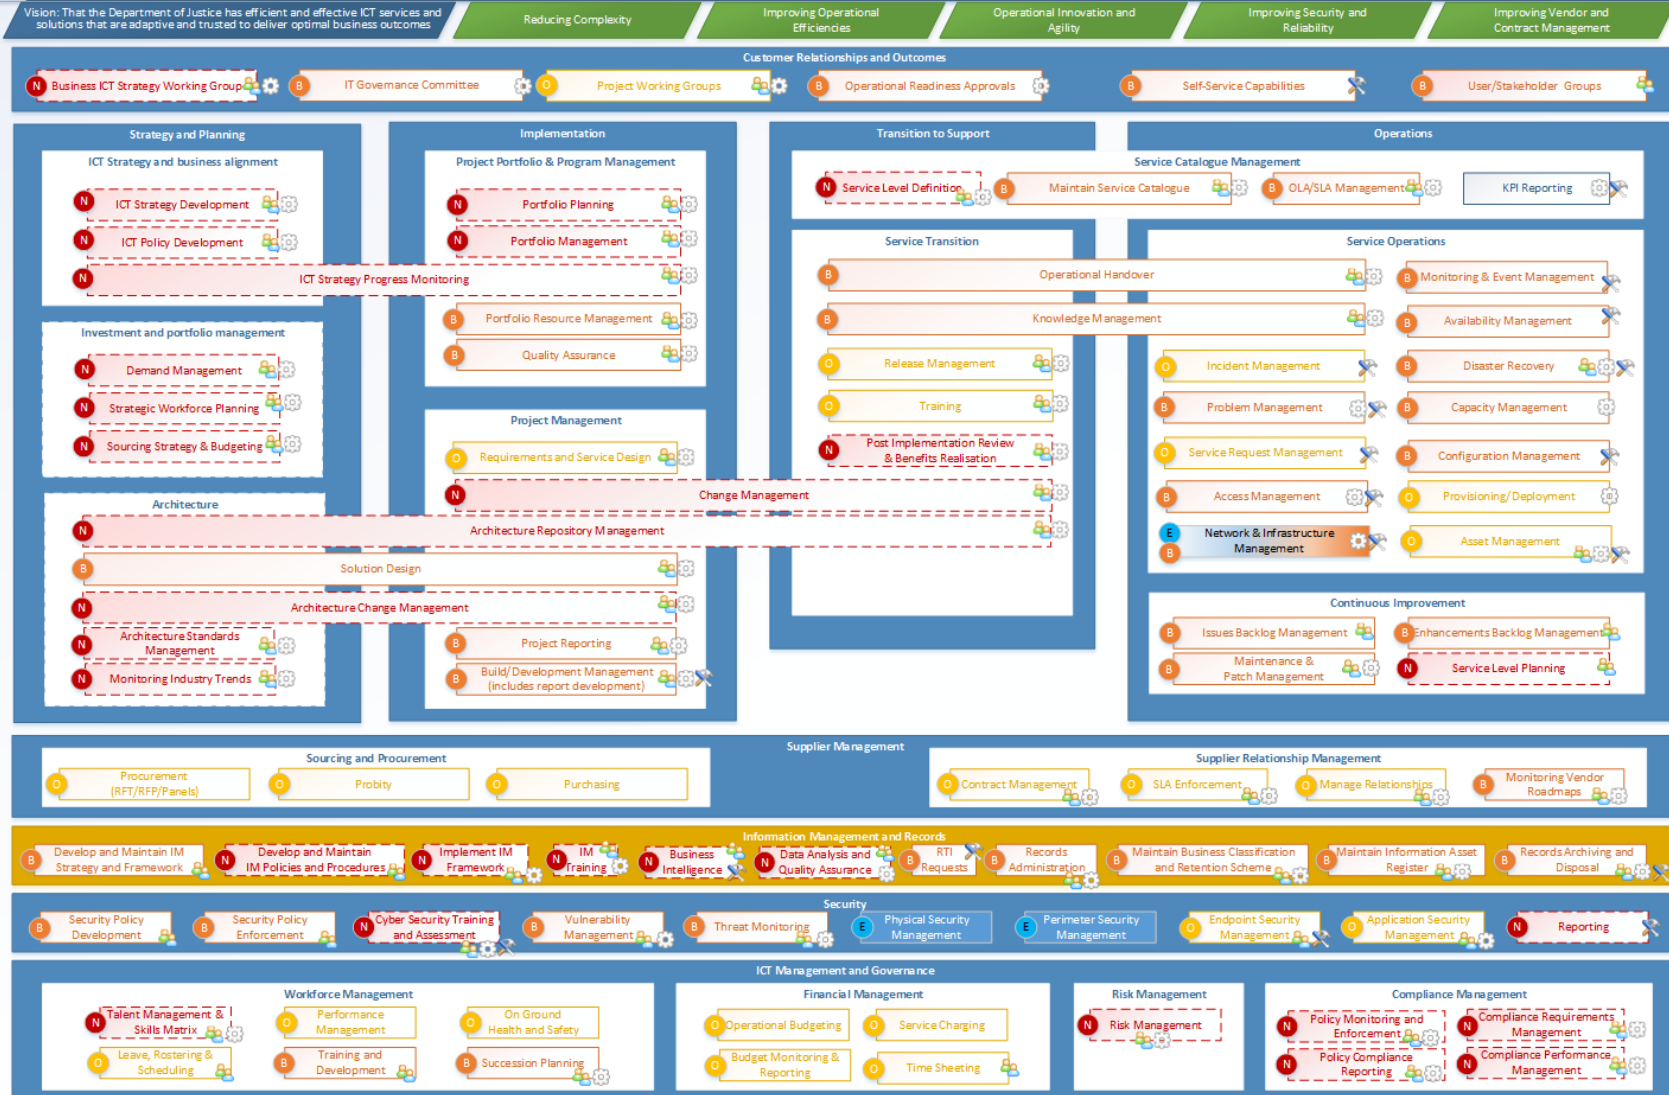 Vision: That the Department of Justice has efficient and effective ICT services and
solutions that are adaptive and trusted to deliver optimal business outcomes
Reducing Complexity
Improving Operational
Efficiencies
Operational Innovation and
Agility
Improving Security and
Reliability
Improving Vendor and
Contract Management
Customer Relationships and Outcomes
N Business ICT Strategy Working Group
B IT Governance Committee
O Project Working Groups
B Operational Readiness Approvals
B Self-Service Capabilities
B User/Stakeholder Groups
Strategy and Planning
ICT Strategy and business alignment
N ICT Strategy Development
N ICT Policy Development
N ICT Strategy Progress Monitoring
Investment and portfolio management
N Demand Management
N Strategic Workforce Planning
N Sourcing Strategy & Budgeting
Architecture
N Architecture Repository Management
B Solution Design
N Architecture Change Management
N Architecture Standards
Management
N Monitoring Industry Trends
Implementation
Project Portfolio & Program Management
N Portfolio Planning
N Portfolio Management
B Portfolio Resource Management
B Quality Assurance
Project Management
O Requirements and Service Design
N Change Management
B Project Reporting
B Build/Development Management
(includes report development)
Transition to Support
Operations
Service Catalogue Management
N Service Level Definition
B Maintain Service Catalogue
B OLA/SLA Management
KPI Reporting
Service Transition
B Operational Handover
B Knowledge Management
O Release Management
O Training
N Post Implementation Review
& Benefits Realisation
Service Operations
B Monitoring & Event Management
B Availability Management
O Incident Management
B Disaster Recovery
B Problem Management
B Capacity Management
O Service Request Management
B Configuration Management
B Access Management
O Provisioning/Deployment
E
B
Network & Infrastructure
Management
O Asset Management
Continuous Improvement
B Issues Backlog Management
B Enhancements Backlog Management
B Maintenance &
Patch Management
N Service Level Planning
Supplier Management
Sourcing and Procurement
O Procurement
(RFT/RFP/Panels)
O Probity
O Purchasing
Supplier Relationship Management
O Contract Management
O SLA Enforcement
O Manage Relationships
B Monitoring Vendor
Roadmaps
Information Management and Records
B Develop and Maintain IM
Strategy and Framework
N Develop and Maintain
IM Policies and Procedures
N Implement IM
Framework
N IM
Training
N Business
Intelligence
N Data Analysis and
Quality Assurance
B RTI
Requests
B Records
Administration
B Maintain Business Classification
and Retention Scheme
B Maintain Information Asset
Register
B Records Archiving and
Disposal
Security
B Security Policy
Development
B Security Policy
Enforcement
N Cyber Security Training
and Assessment
B Vulnerability
Management
B Threat Monitoring
E Physical Security
Management
E Perimeter Security
Management
O Endpoint Security
Management
O Application Security
Management
N Reporting
ICT Management and Governance
Workforce Management
N Talent Management &
Skills Matrix
O Performance
Management
O On Ground
Health and Safety
O Leave, Rostering &
Scheduling
B Training and
Development
B Succession Planning
Financial Management
O Operational Budgeting
O Service Charging
O Budget Monitoring &
Reporting
O Time Sheeting
Risk Management
N Risk Management
Compliance Management
N Policy Monitoring and
Enforcement
N Compliance Requirements
Management
N Policy Compliance
Reporting
N Compliance Performance
Management